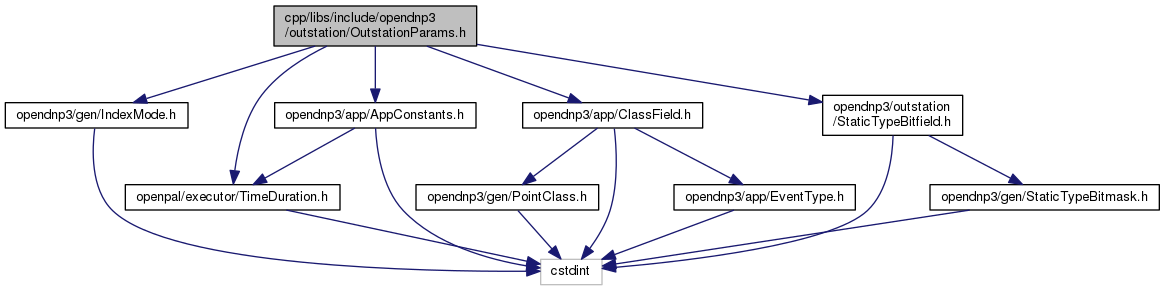 cpp/libs/include/opendnp3
/outstation/OutstationParams.h
opendnp3/gen/IndexMode.h
opendnp3/app/AppConstants.h
opendnp3/app/ClassField.h
opendnp3/outstation
/StaticTypeBitfield.h
openpal/executor/TimeDuration.h
opendnp3/gen/PointClass.h
opendnp3/app/EventType.h
opendnp3/gen/StaticTypeBitmask.h
cstdint